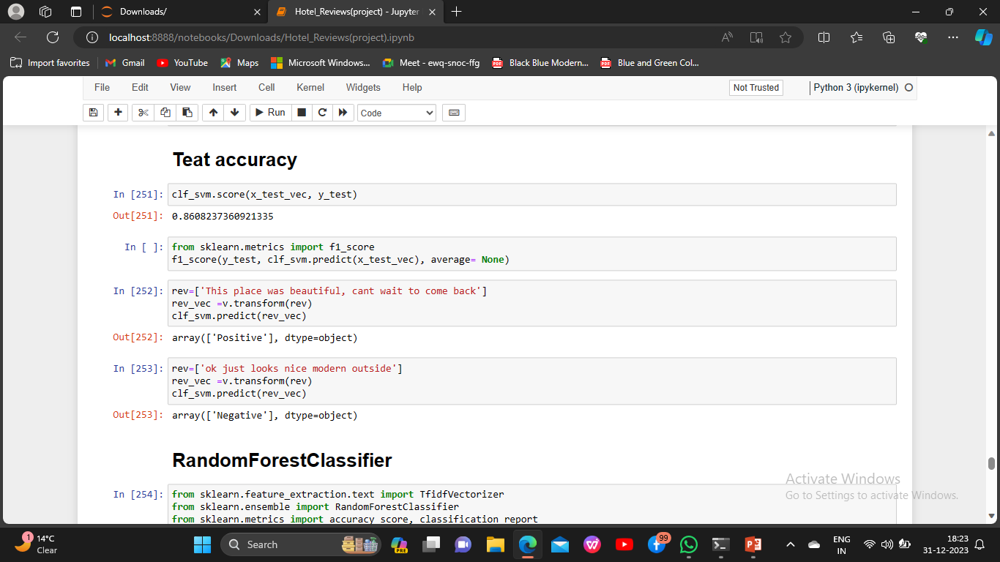 Downloads/
Hotel_Reviews(project) - Jupyter
localhost:8888/notebooks/Downloads/Hotel_Reviews(project).ipynb
Import favorites
Gmail
YouTube
Maps
Microsoft Windows...
Meet - ewq-snoc-ffg
Black Blue Modern...
Blue and Green Col...
File Edit View Insert Cell Kernel Widgets Help
Not Trusted
Python 3 (ipykernel)
Run
Code
Teat accuracy
In [251]: clf_svm.score(x_test_vec, y_test)
Out[251]: 0.8608237360921335
In [ ]: from sklearn.metrics import f1_score
f1_score(y_test, clf_svm.predict(x_test_vec), average= None)
In [252]: rev=['This place was beautiful, cant wait to come back']
rev_vec =v.transform(rev)
clf_svm.predict(rev_vec)
Out[252]: array(['Positive'], dtype=object)
In [253]: rev=['ok just looks nice modern outside']
rev_vec =v.transform(rev)
clf_svm.predict(rev_vec)
Out[253]: array(['Negative'], dtype=object)
RandomForestClassifier
In [254]: from sklearn.feature_extraction.text import TfidfVectorizer
from sklearn.ensemble import RandomForestClassifier
from sklearn.metrics import accuracy_score, classification_report
Activate Windows
Go to Settings to activate Windows.
1
14°C
Clear
Search
PRE
99
ENG
IN
18:23
31-12-2023